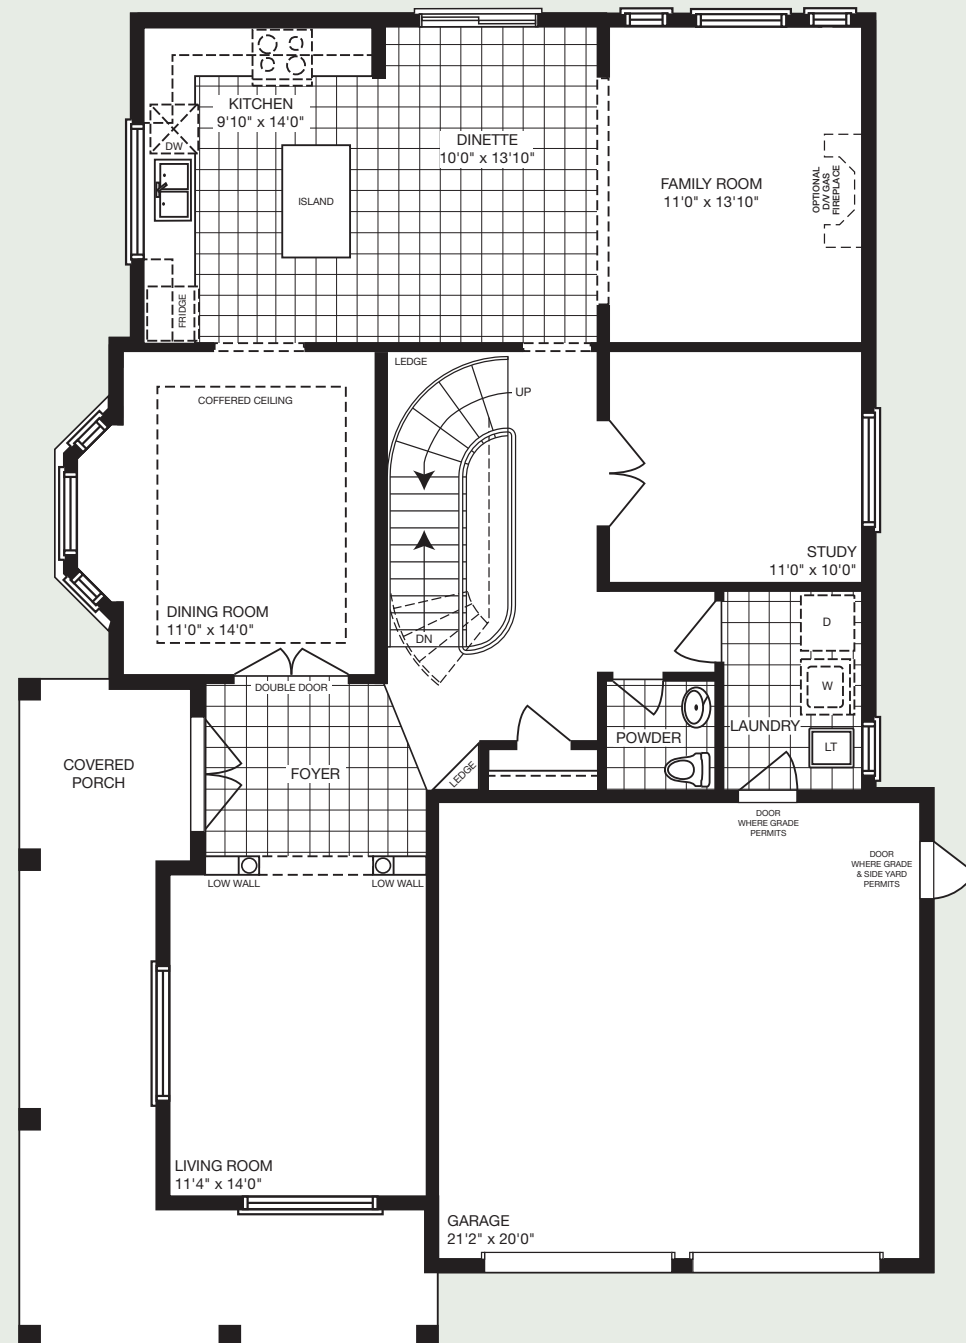 KITCHEN
9'10" x 14'0"
DW
ISLAND
FRIDGE
DINETTE
10'0" x 13'10"
FAMILY ROOM
11'0" x 13'10"
OPTIONAL
D/V GAS
FIREPLACE
LEDGE
UP
COFFERED CEILING
STUDY
11'0" x 10'0"
DINING ROOM
11'0" x 14'0"
DN
D
W
LT
LAUNDRY
DOUBLE DOOR
POWDER
COVERED
PORCH
FOYER
LEDGE
DOOR
WHERE GRADE
PERMITS
DOOR
WHERE GRADE
& SIDE YARD
PERMITS
LOW WALL
LOW WALL
LIVING ROOM
11'4" x 14'0"
GARAGE
21'2" x 20'0"